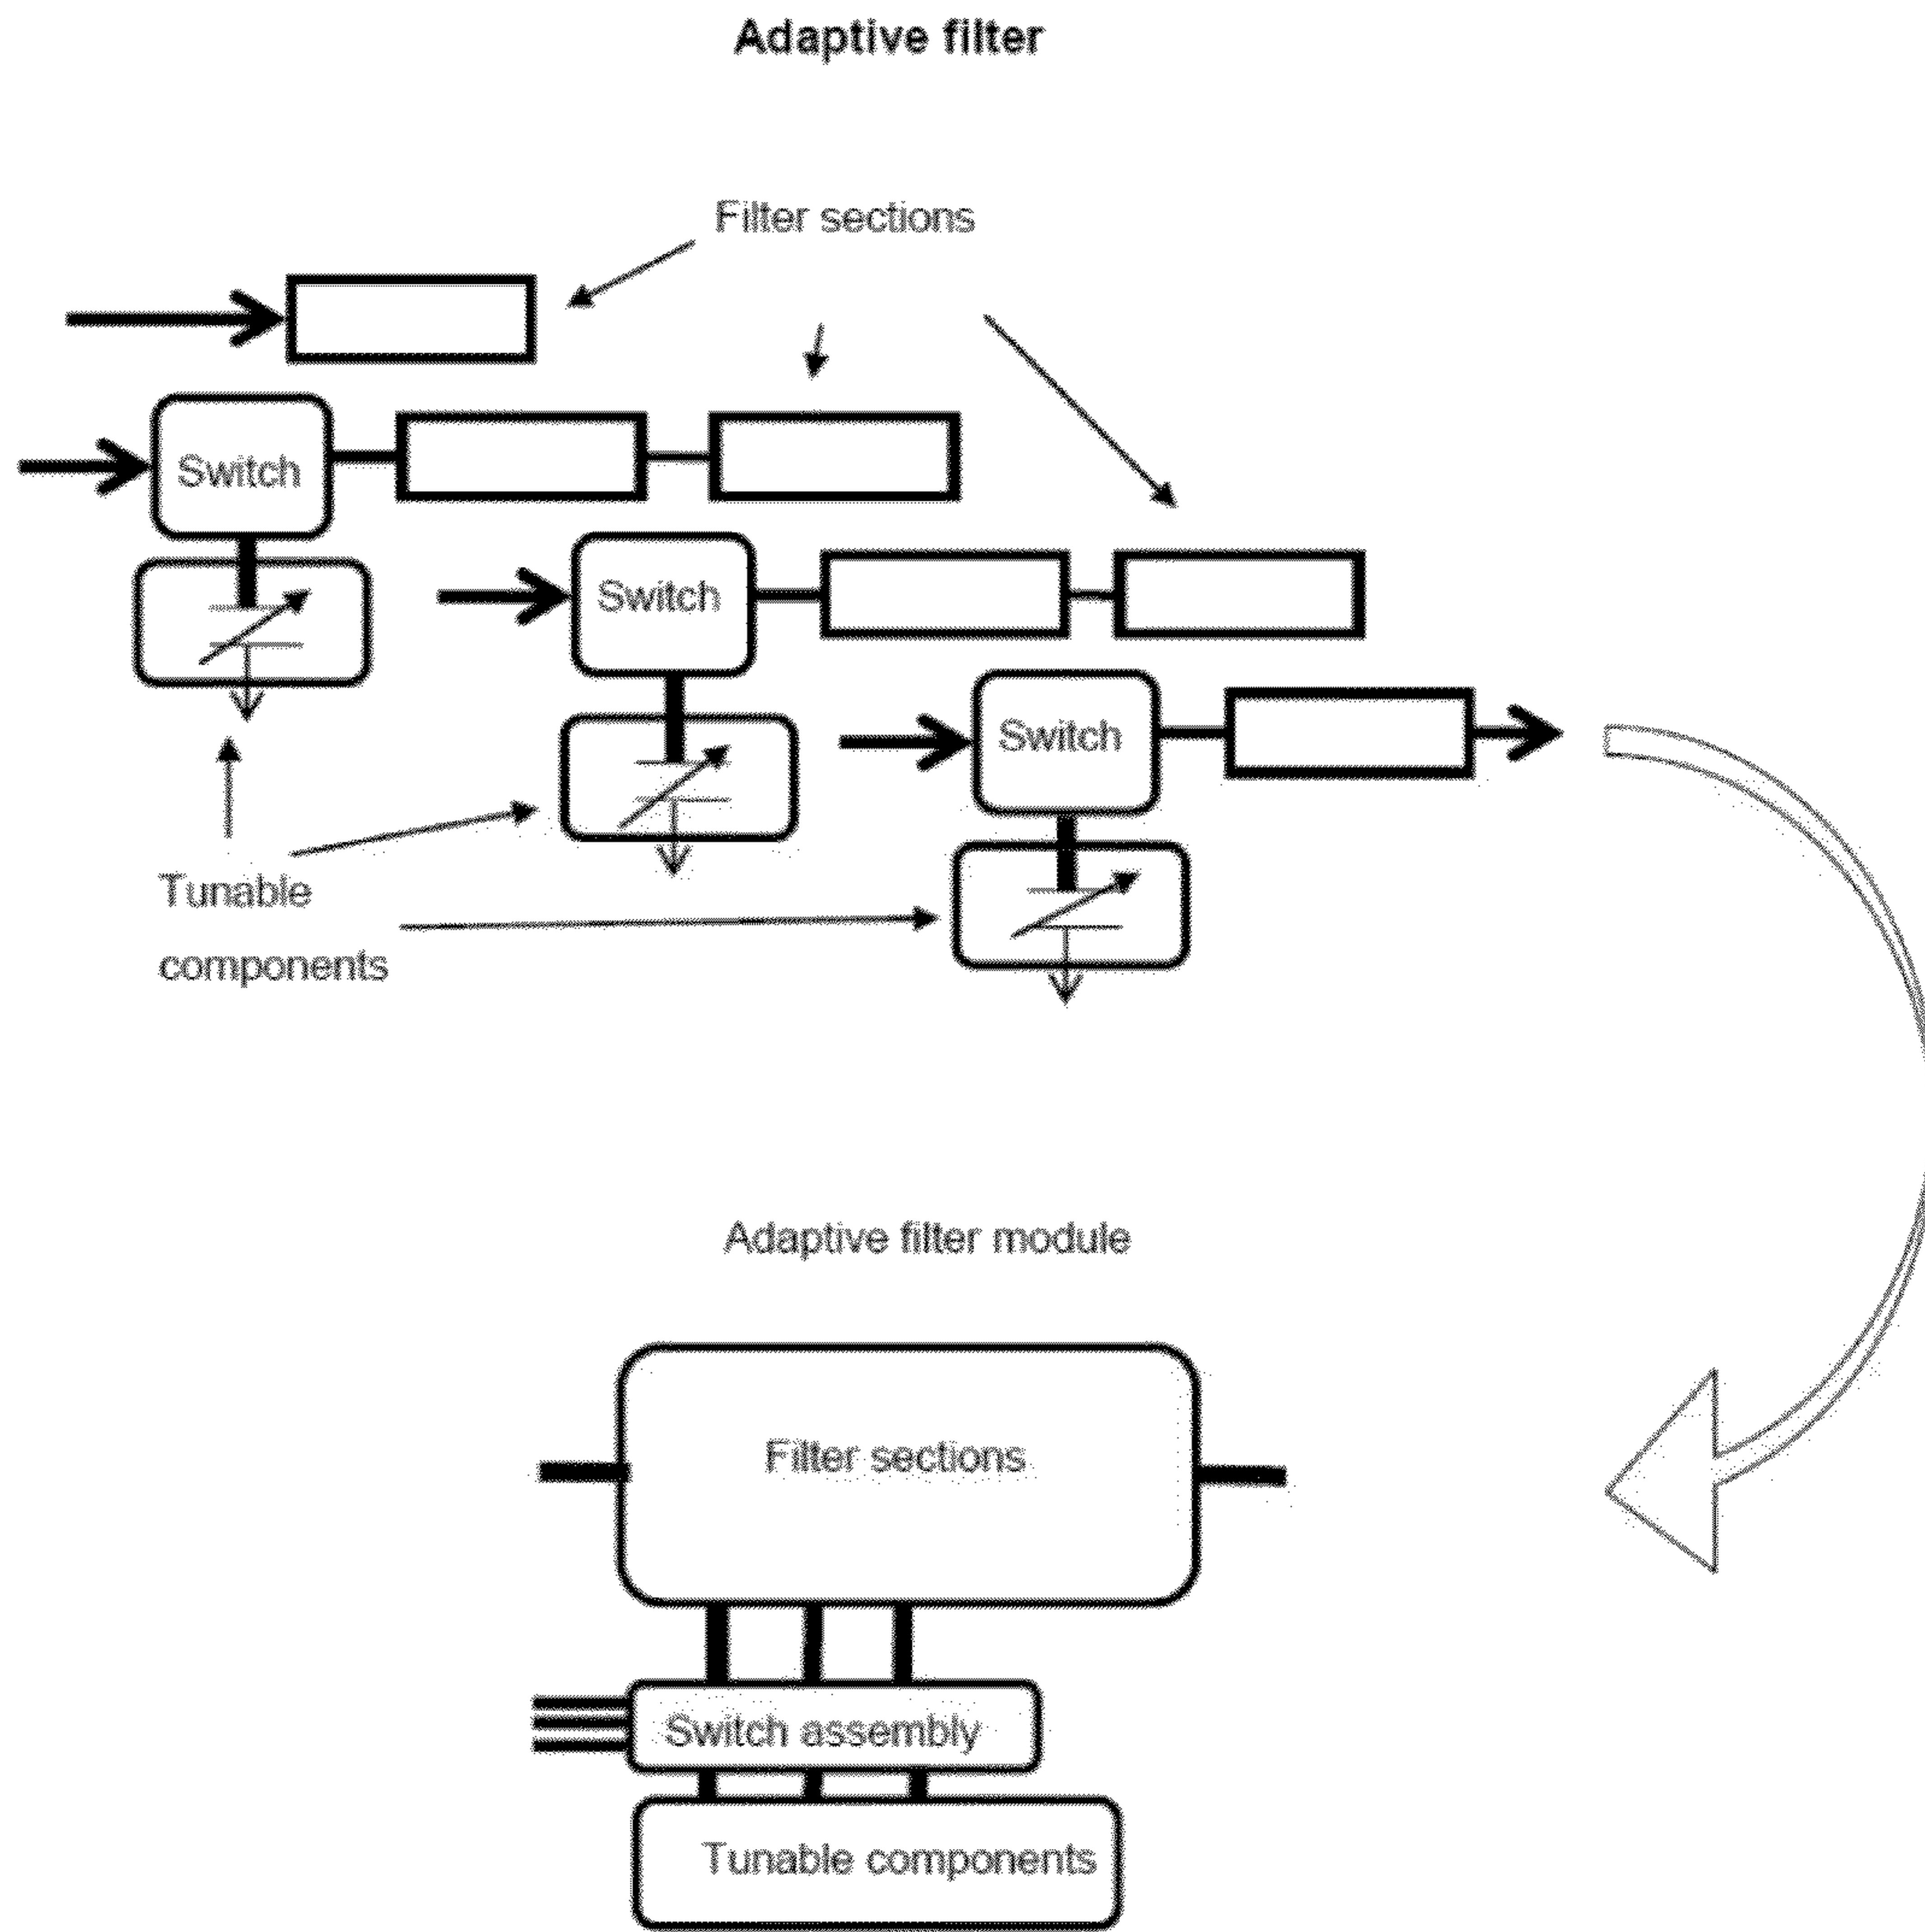 Adaptive filter
Filter sections
Switch
Switch
Switch
Tunable
components
Adaptive filter module
Filter sections
Switch assembly
Tunable components